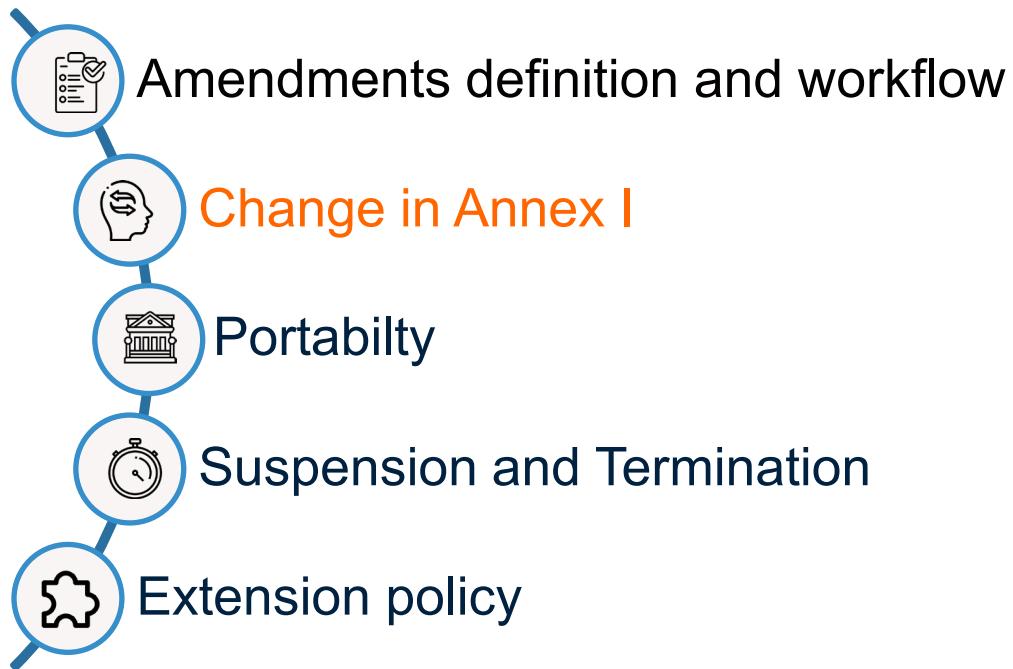 Amendments definition and workflow
Change in Annex I
Portabilty
Suspension and Termination
Extension policy